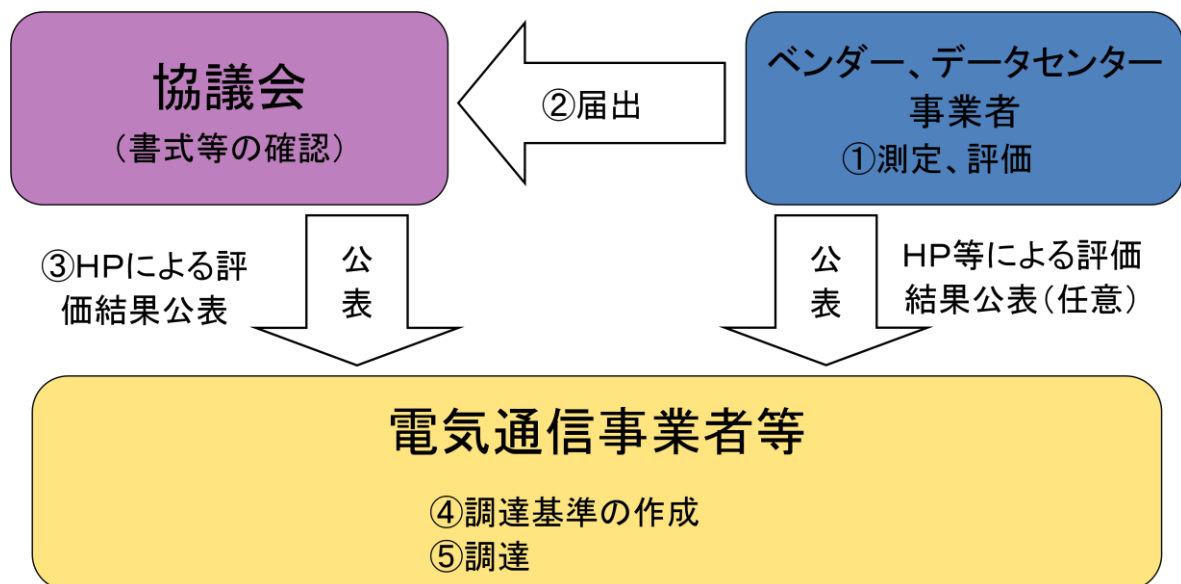 協議会
（書式等の確認）
②届出
ベンダー、データセンター
事業者
①測定、評価
③HPによる評
価結果公表
公
表
公
表
HP等による評価
結果公表（任意）
電気通信事業者等
④調達基準の作成
⑤調達